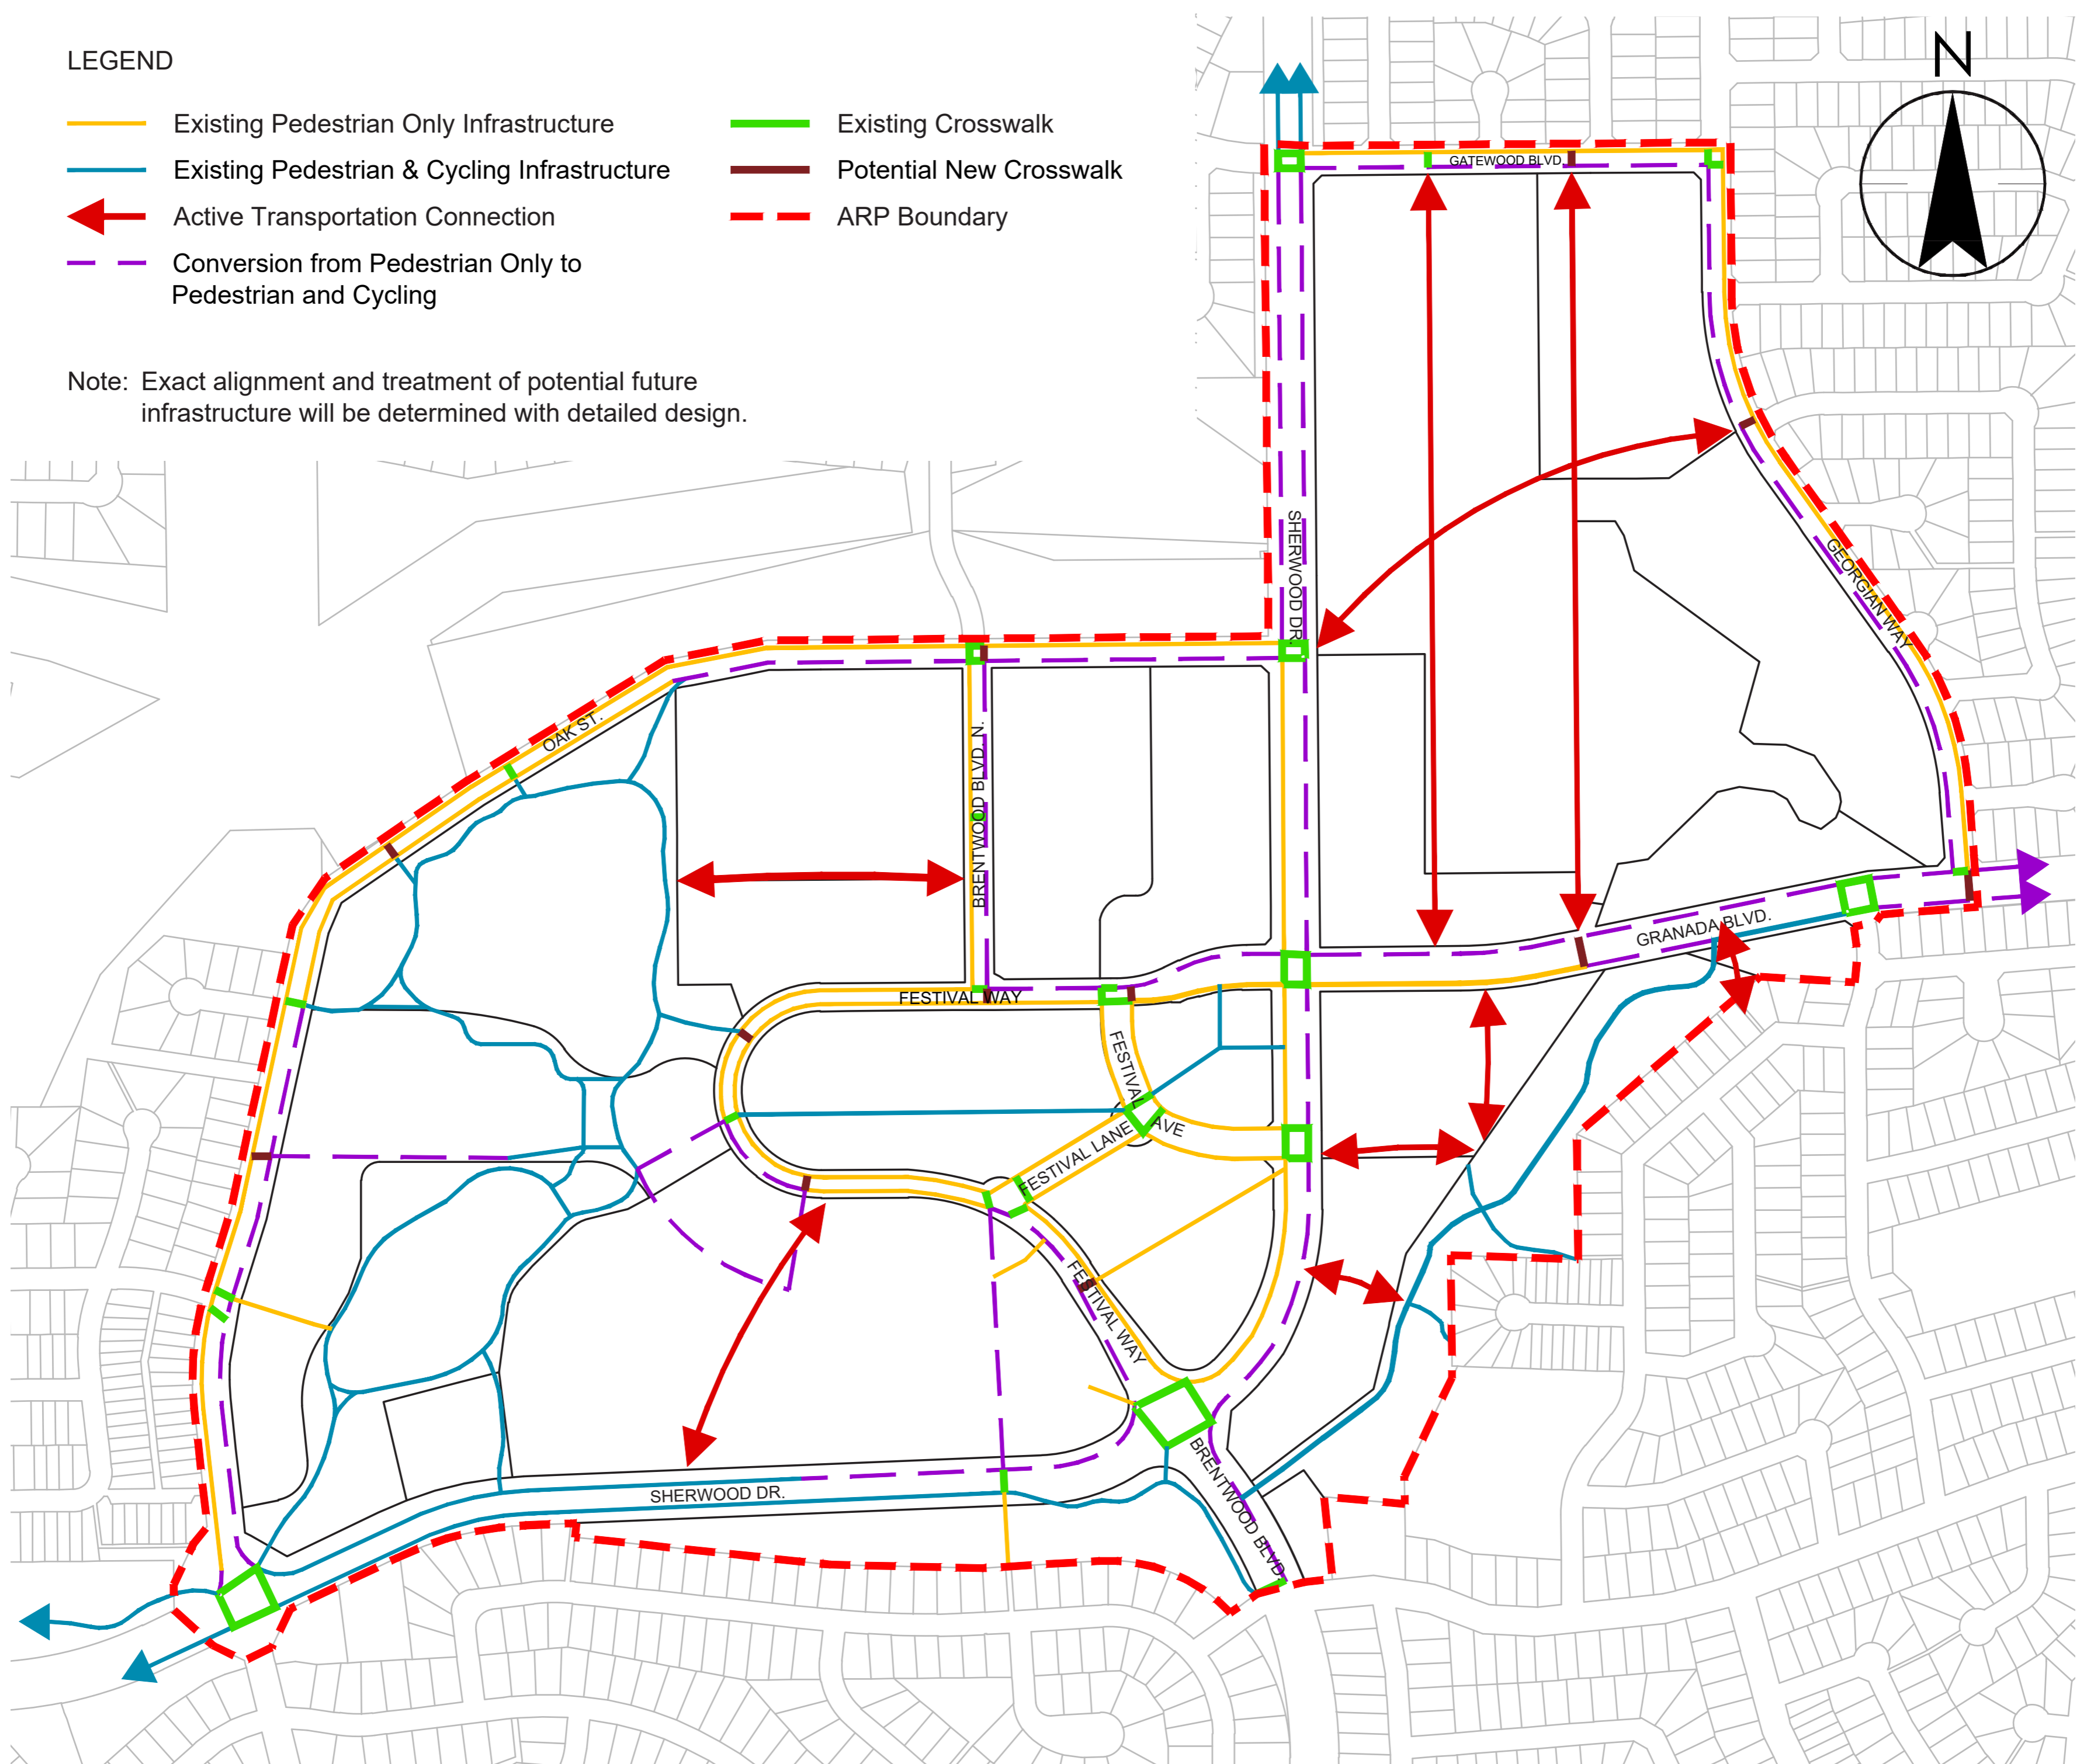 LEGEND
Existing Pedestrian Only Infrastructure
Existing Pedestrian & Cycling Infrastructure
Active Transportation Connection
Conversion from Pedestrian Only to
Pedestrian and Cycling
Existing Crosswalk
Potential New Crosswalk
ARP Boundary
Note: Exact alignment and treatment of potential future
infrastructure will be determined with detailed design.
N
GATEWOOD BLVD.
SHERWOOD DR.
GEORGIAN WAY
OAK ST.
BRENTWOOD BLVD. N.
GRANADA BLVD.
FESTIVAL WAY
FESTIVAL
AVE
FESTIVAL LANE
FESTIVAL WAY
SHERWOOD DR.
BRENTWOOD BLVD.